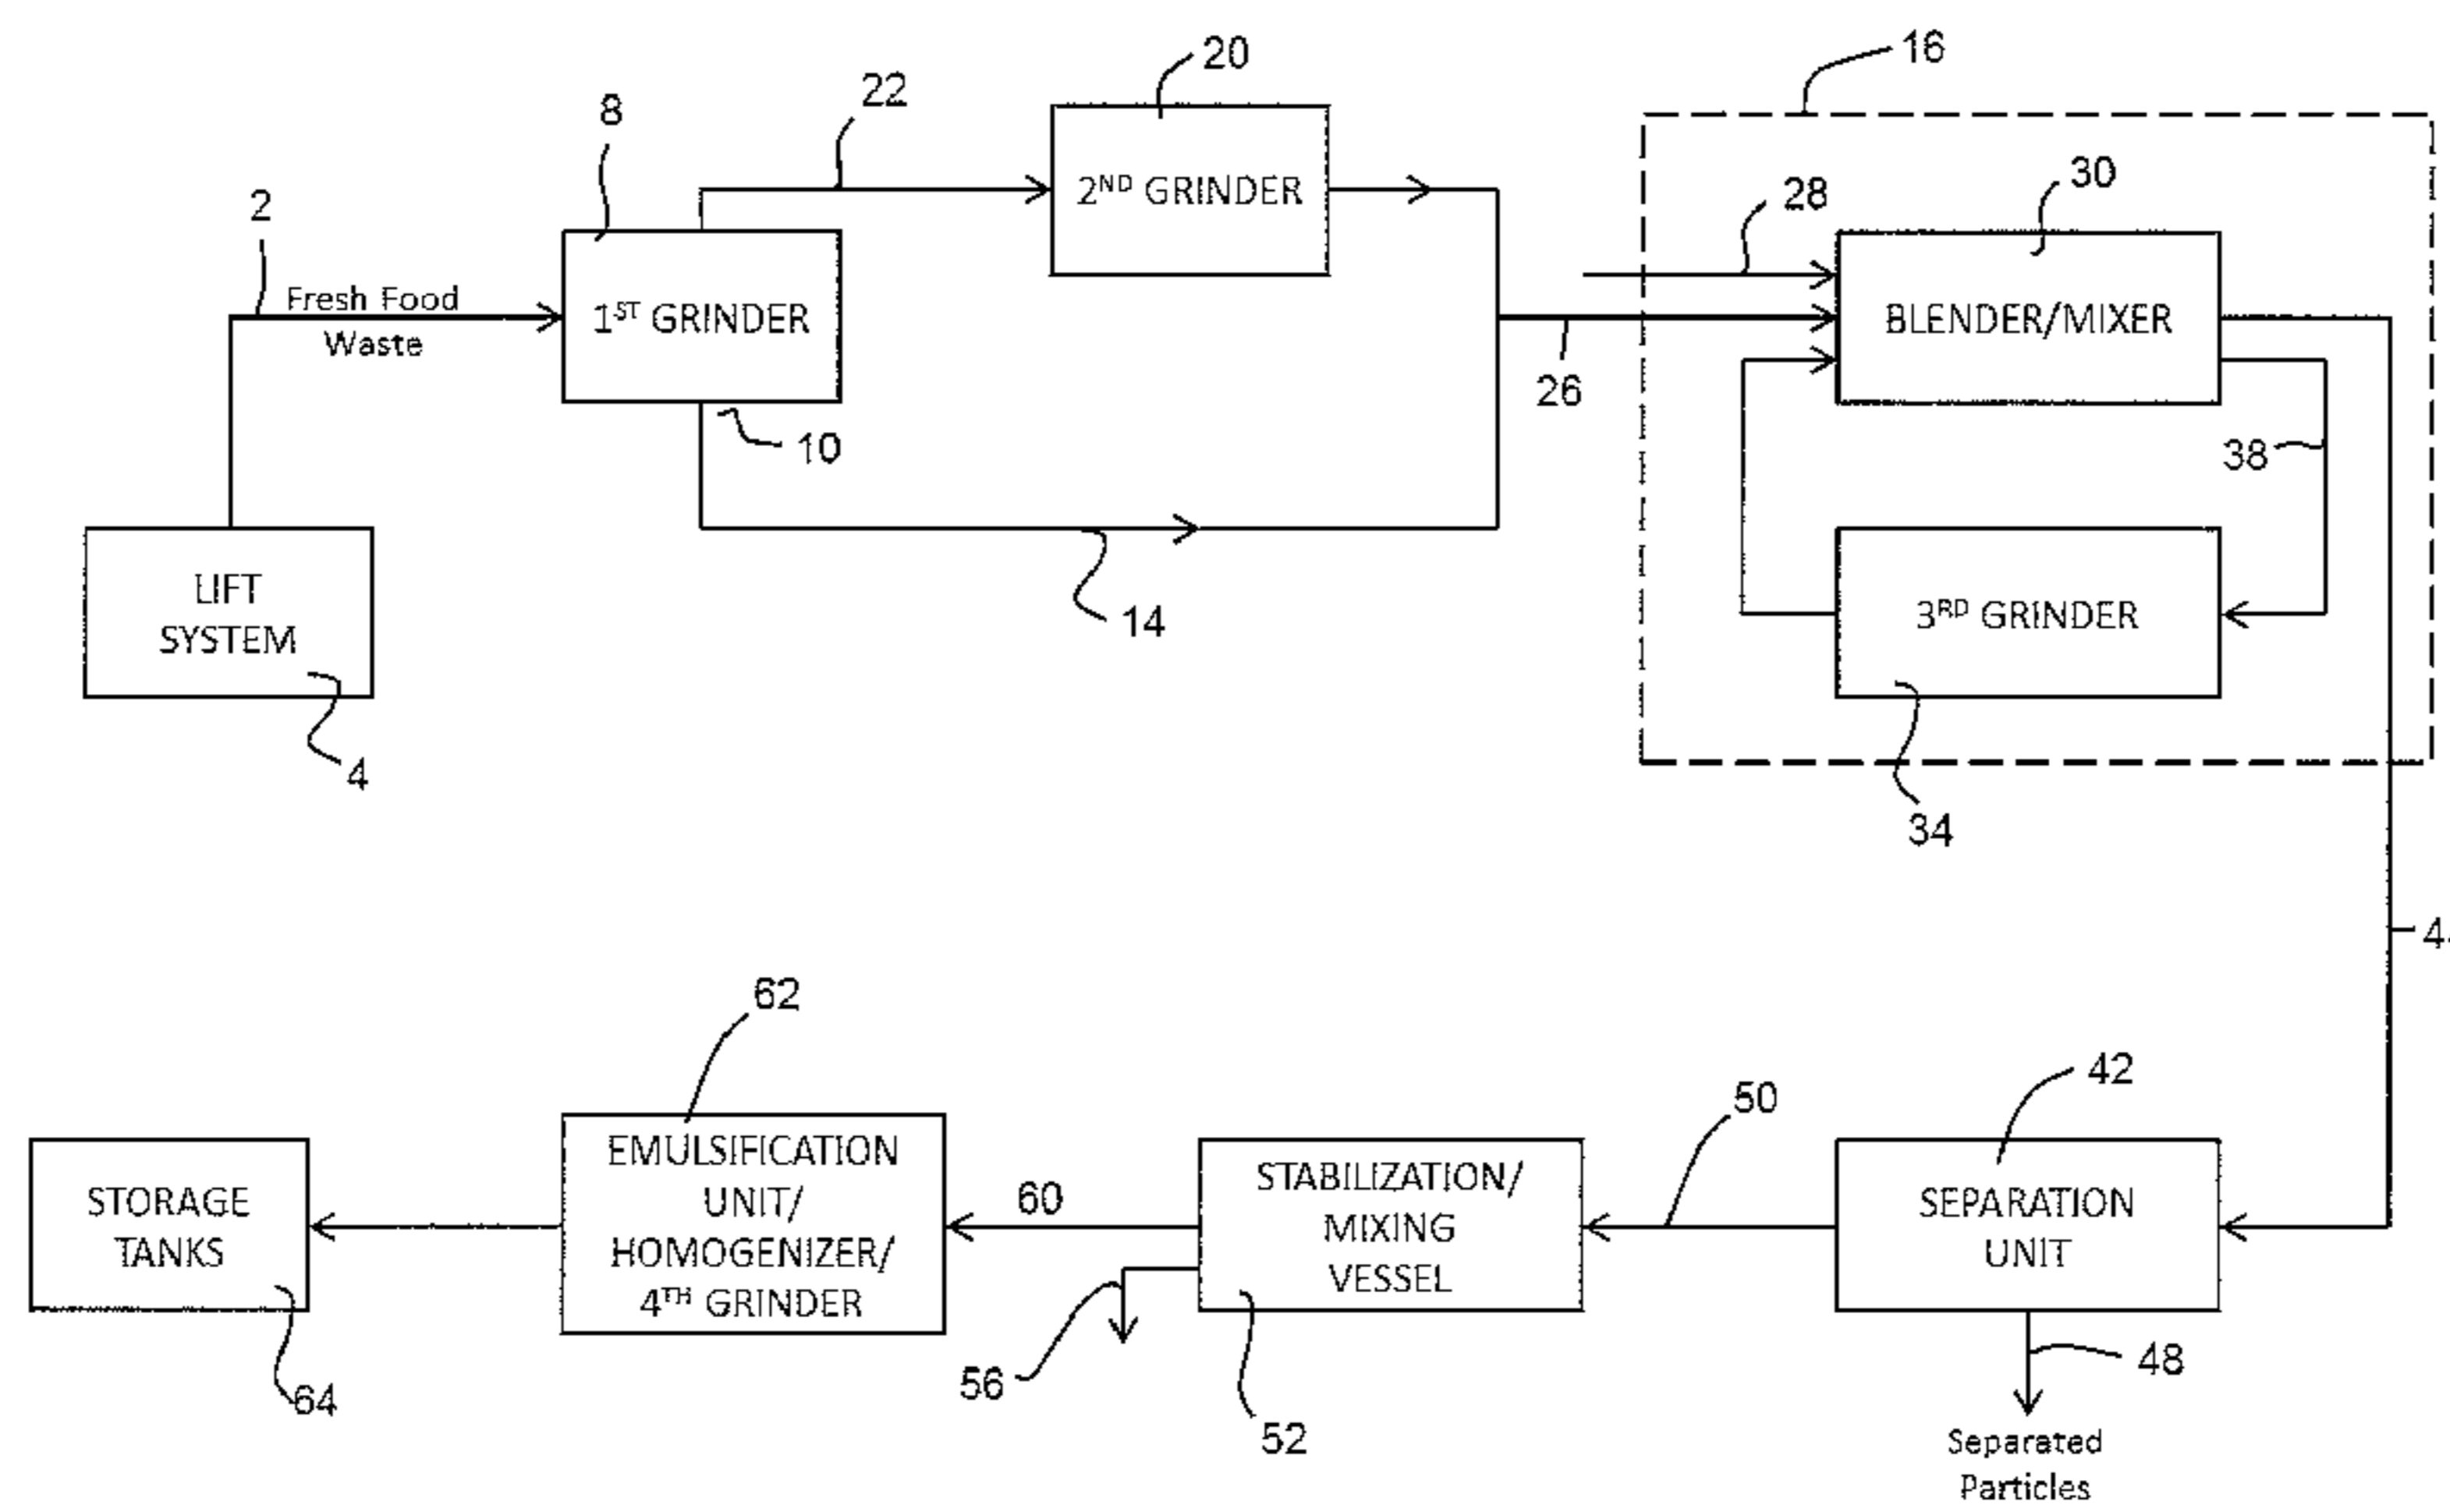 16
20
22
8
30
28
2
2ND GRINDER
Fresh Food
Waste
1ST GRINDER
BLENDER/MIXER
26
10
38
LIFT
SYSTEM
3RD GRINDER
14
4
34
62
42
50
60
STORAGE
TANKS
EMULSIFICATION
UNIT/
HOMOGENIZER/
4TH GRINDER
STABILIZATION/
MIXING
VESSEL
SEPARATION
UNIT
56
48
64
52
Separated
Particles